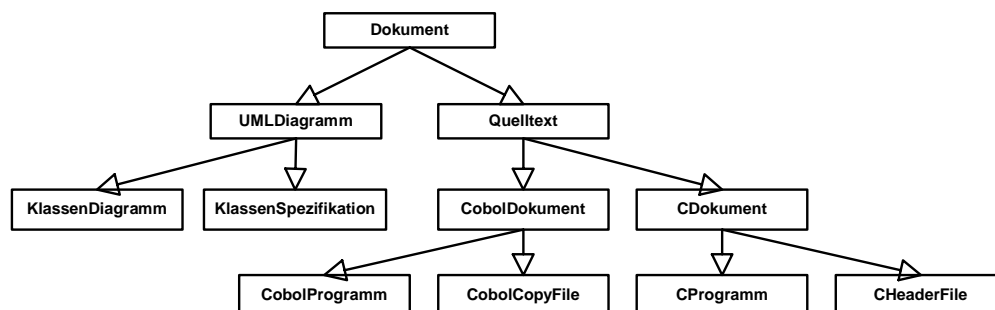 Dokument
UMLDiagramm
Quelltext
KlassenDiagramm
KlassenSpezifikation
CobolDokument
CDokument
CobolProgramm
CobolCopyFile
CProgramm
CHeaderFile